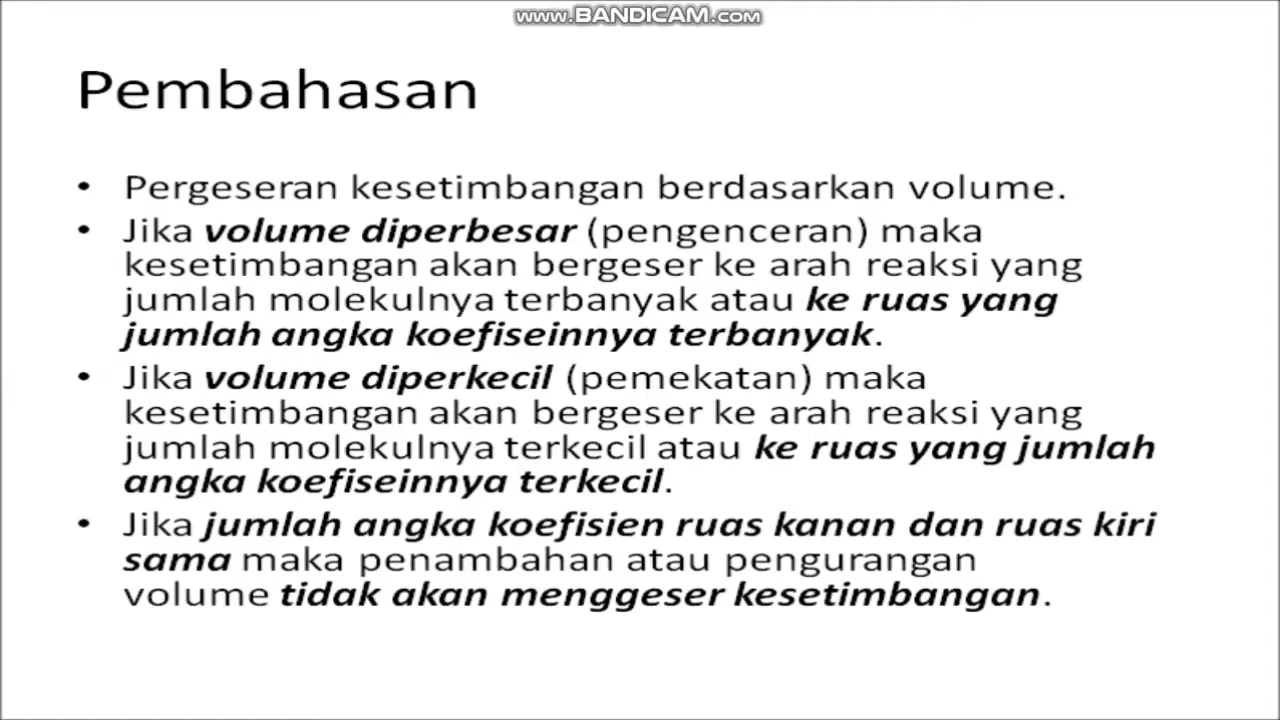 www.BANDICAM.com
Pembahasan
• Pergeseran kesetimbangan berdasarkan volume.
• Jika volume diperbesar (pengenceran) maka
kesetimbangan akan bergeser ke arah reaksi yang
jumlah molekulnya terbanyak atau ke ruas yang
jumlah angka koefiseinnya terbanyak.
• Jika volume diperkecil (pemekatan) maka
kesetimbangan akan bergeser ke arah reaksi yang
jumlah molekulnya terkecil atau ke ruas yang jumlah
angka koefiseinnya terkecil.
• Jika jumlah angka koefisien ruas kanan dan ruas kiri
sama maka penambahan atau pengurangan
volume tidak akan menggeser kesetimbangan.